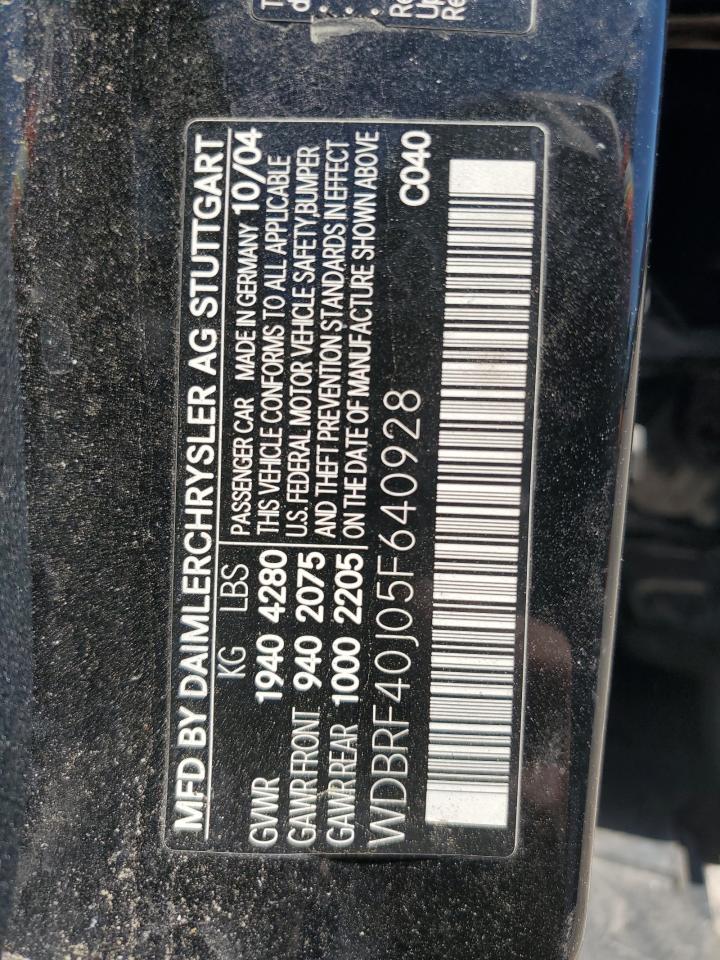 MFD BY DAIMLERCHRYSLER AG STUTTGART
KG LBS PASSENGER CAR MADE IN GERMANY 10/04
GVWR 1940 4280 THIS VEHICLE CONFORMS TO ALL APPLICABLE
GAWR FRONT 940 2075 U.S. FEDERAL MOTOR VEHICLE SAFETY,BUMPER
GAWR REAR 1000 2205 AND THEFT PREVENTION STANDARDS IN EFFECT
ON THE DATE OF MANUFACTURE SHOWN ABOVE
WDBRF40J05F640928 C040